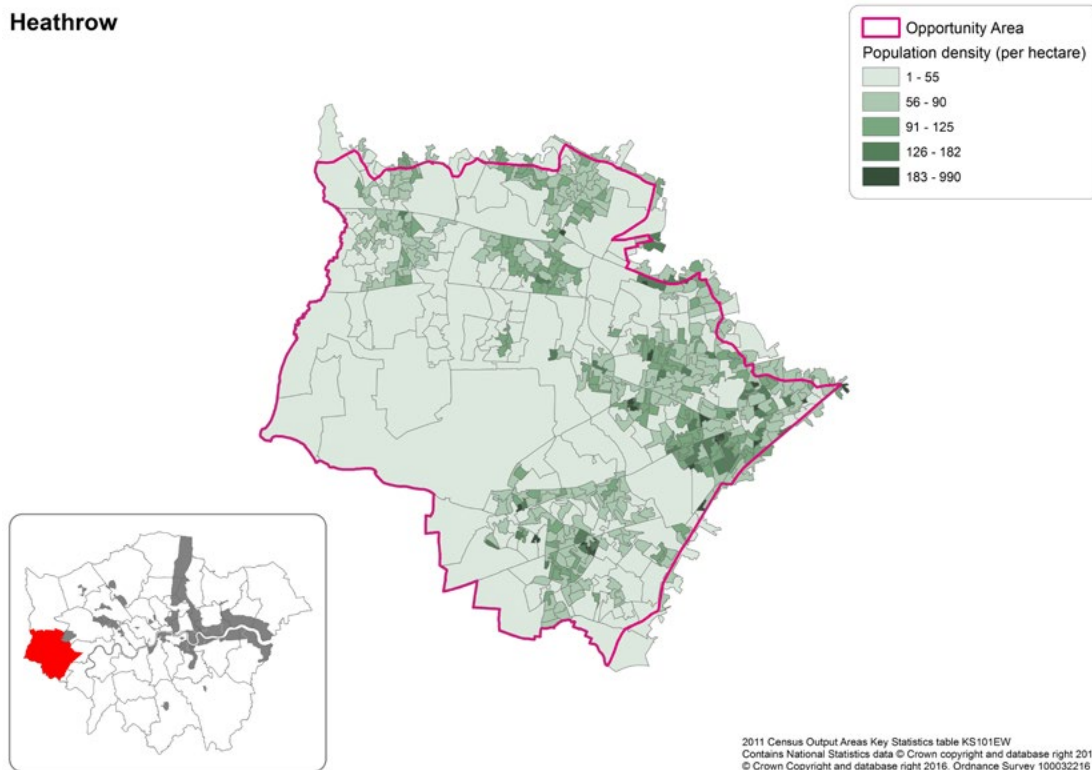 Heathrow
Opportunity Area
Population density (per hectare)
1 - 55
56 - 90
91 - 125
126 - 182
183 - 990
2011 Census Output Areas Key Statistics table KS101EW
Contains National Statistics data © Crown copyright and database right 201
© Crown Copyright and database right 2016. Ordnance Survey 100032216